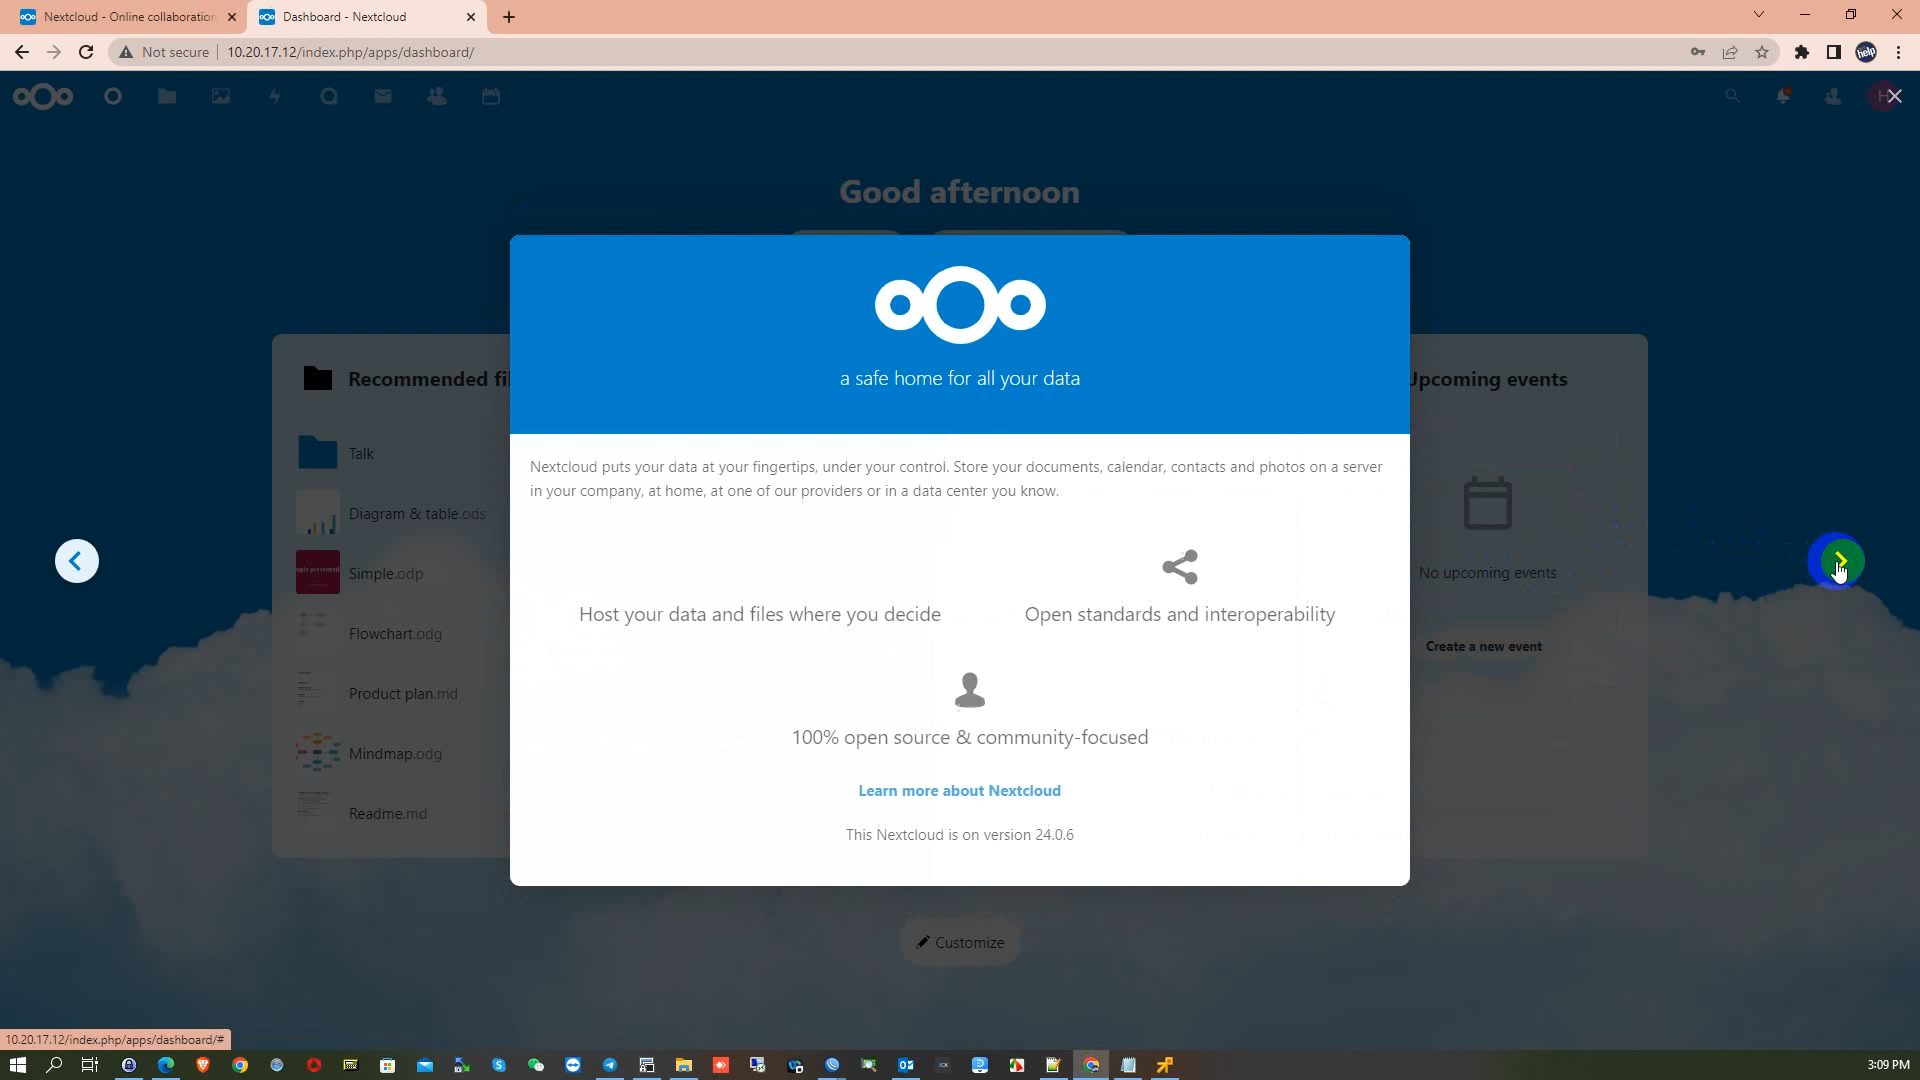 Nextcloud - Online collaboration
Dashboard - Nextcloud
Not secure
10.20.17.12/index.php/apps/dashboard/
help
H
Good afternoon
a safe home for all your data
Recommended fil
Upcoming events
Nextcloud puts your data at your fingertips, under your control. Store your documents, calendar, contacts and photos on a server
in your company, at home, at one of our providers or in a data center you know.
Talk
Diagram & table.ods
Simple.odp
Flowchart.odg
Product plan.md
Mindmap.odg
Readme.md
Host your data and files where you decide
Open standards and interoperability
100% open source & community-focused
Learn more about Nextcloud
This Nextcloud is on version 24.0.6
No upcoming events
Create a new event
Customize
10.20.17.12/index.php/apps/dashboard/#
3:09 PM